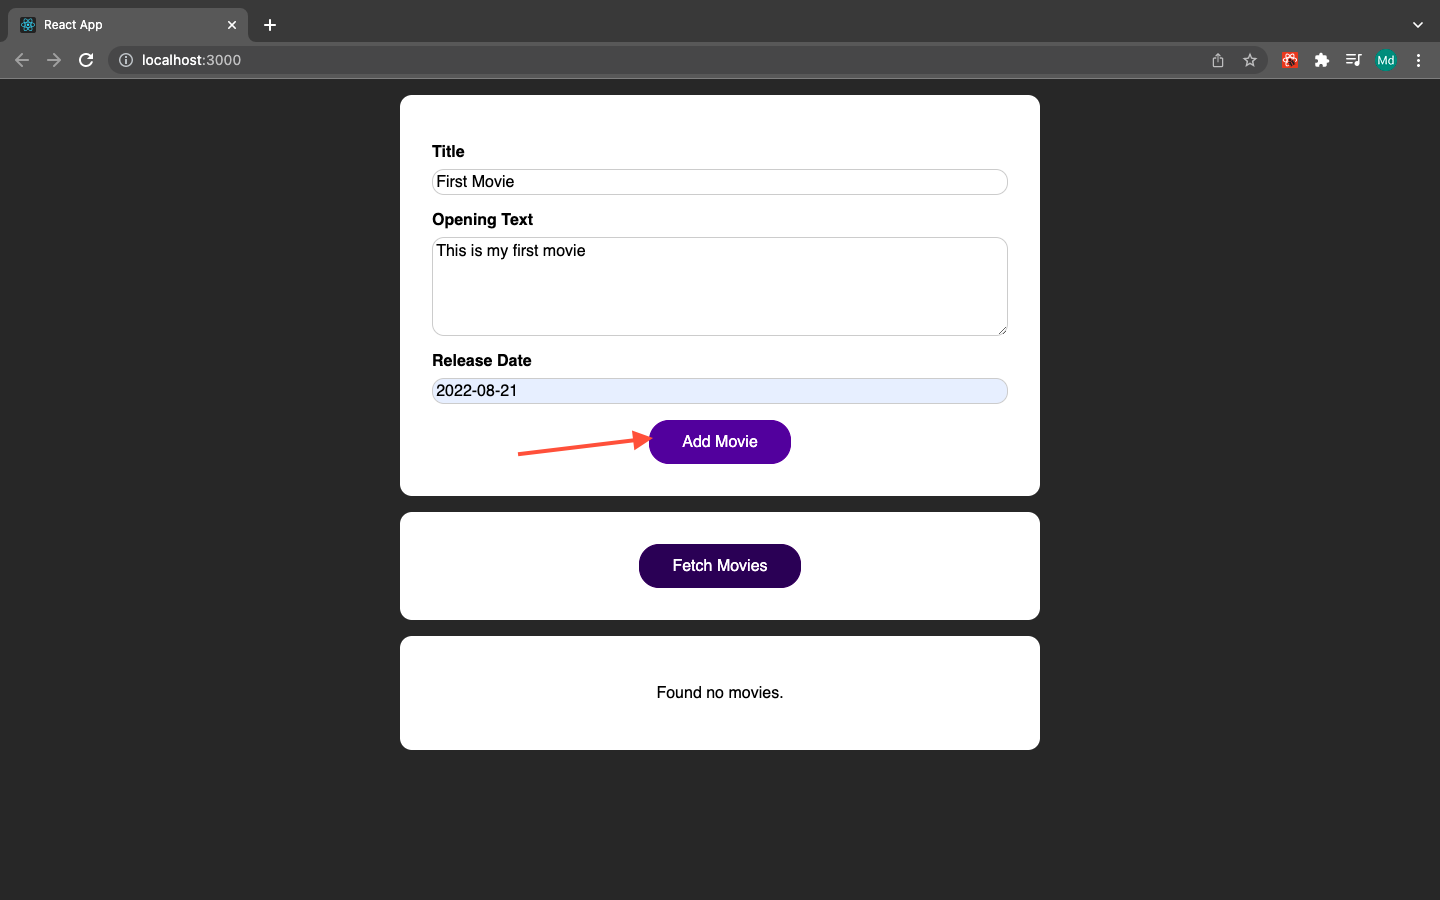 React App
localhost:3000
Md
Title
First Movie
Opening Text
This is my first movie
Release Date
2022-08-21
Add Movie
Fetch Movies
Found no movies.